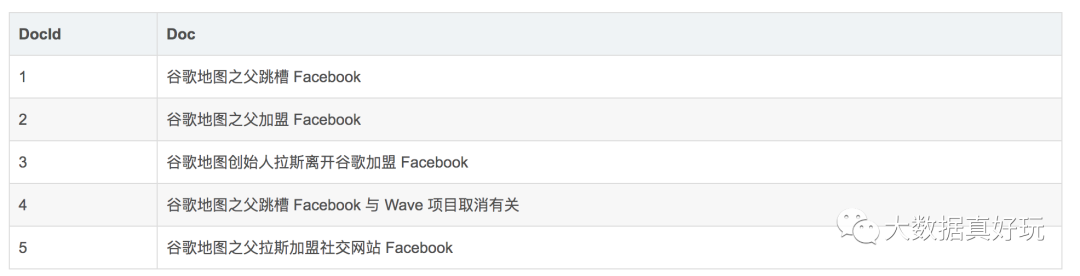 DocId Doc
1 谷歌地图之父跳槽 Facebook
2 谷歌地图之父加盟 Facebook
3 谷歌地图创始人拉斯离开谷歌加盟 Facebook
4 谷歌地图之父跳槽 Facebook 与 Wave 项目取消有关
5 谷歌地图之父拉斯加盟社交网站 Facebook
大数据真好玩